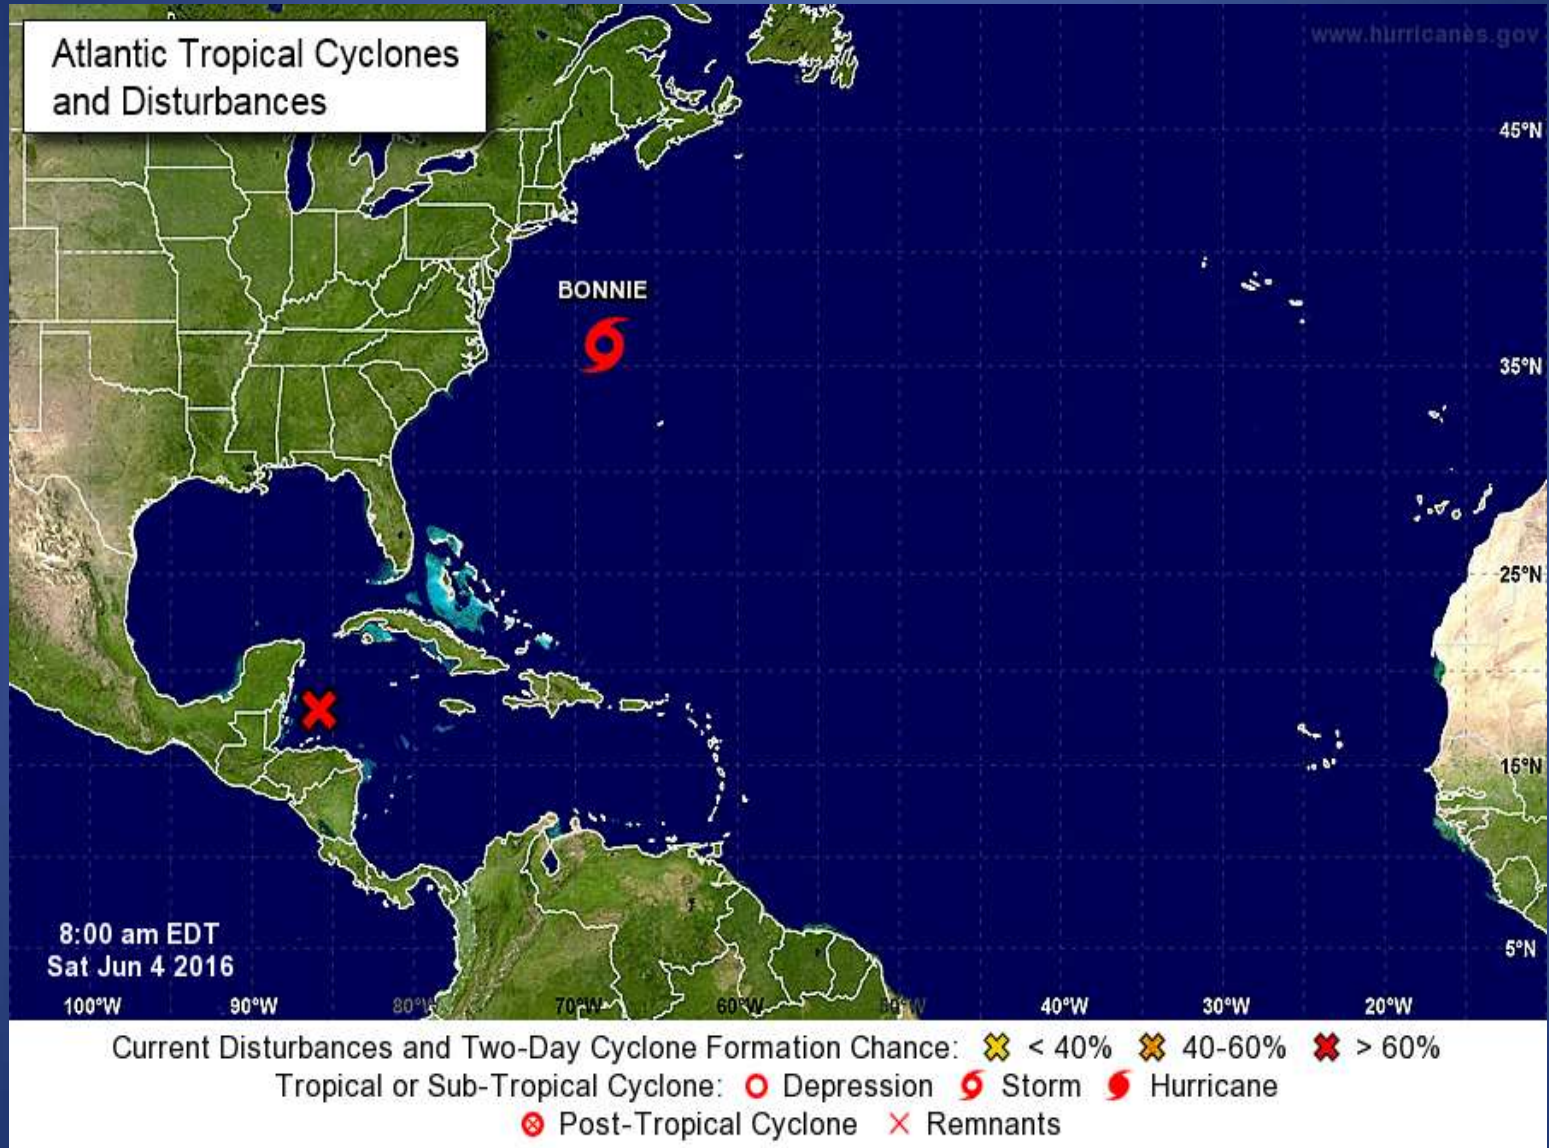 Atlantic Tropical Cyclones
and Disturbances
www.hurricanes.gov
45°N
BONNIE
35°N
25°N
15°N
8:00 am EDT
5°N
Sat Jun 4 2016
100°W 90°W 80°W 70°W 60°W 50°W 40°W 30°W 20°W
Current Disturbances and Two-Day Cyclone Formation Chance: < 40% 40-60% > 60%
Tropical or Sub-Tropical Cyclone: Depression Storm Hurricane
Post-Tropical Cyclone Remnants